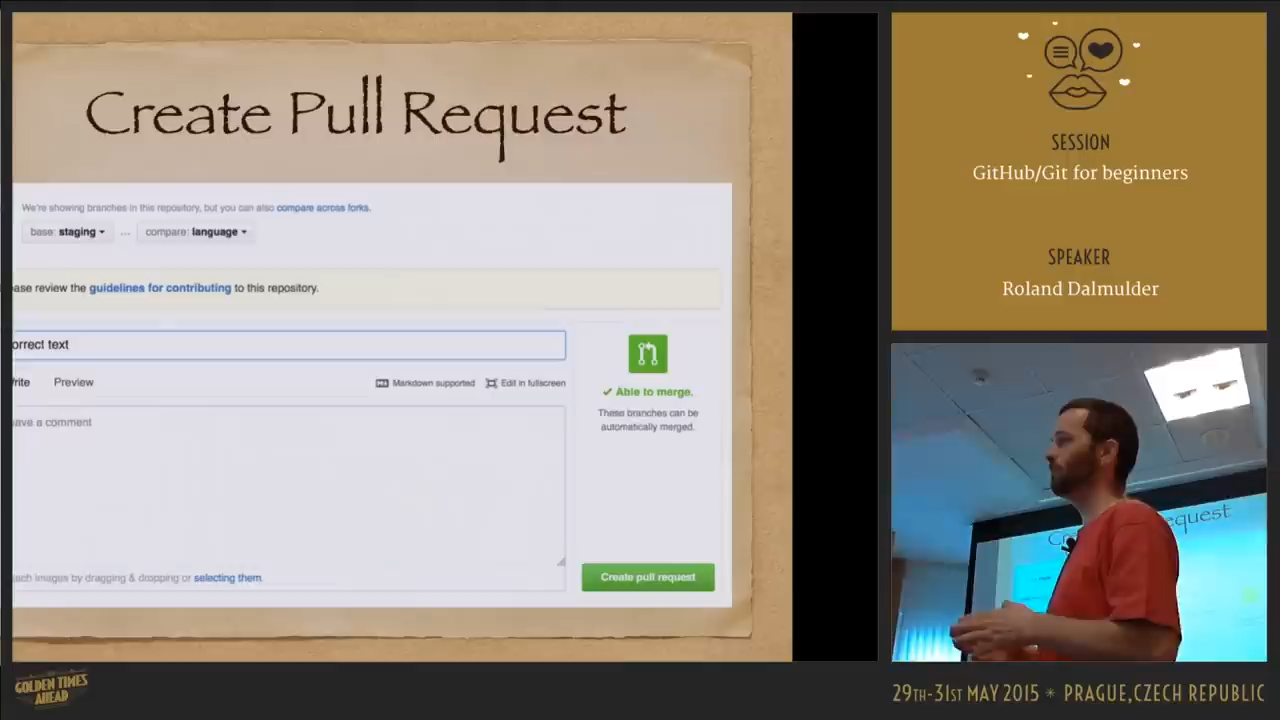 Create Pull Request
We're showing branches in this repository, but you can also compare across forks.
base: staging ... compare: language
ase review the guidelines for contributing to this repository.
orrect text
rite Preview Markdown supported Edit in fullscreen
ave a comment
Able to merge.
These branches can be
automatically merged.
ach images by dragging & dropping or selecting them.
Create pull request
SESSION
GitHub/Git for beginners
SPEAKER
Roland Dalmulder
equest
GOLDEN TIMES
AHEAD
29TH-31ST MAY 2015 * PRAGUE,CZECH REPUBLIC